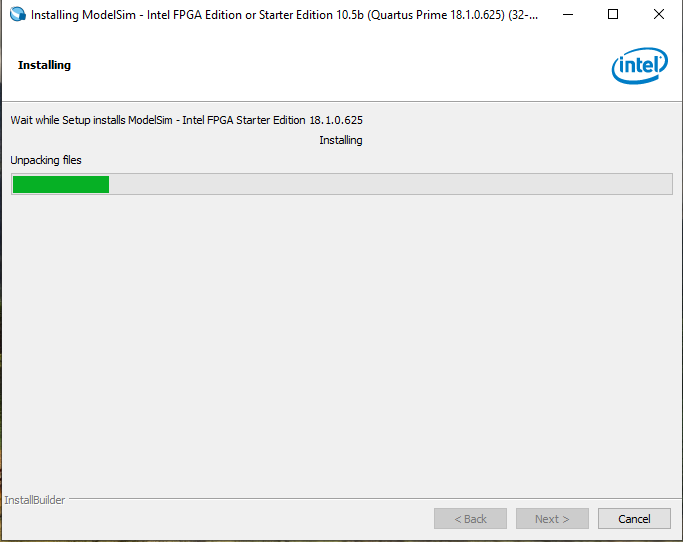 Installing ModelSim - Intel FPGA Edition or Starter Edition 10.5b (Quartus Prime 18.1.0.625) (32-...
Installing
intel
Wait while Setup installs ModelSim - Intel FPGA Starter Edition 18.1.0.625
Installing
Unpacking files
InstallBuilder
< Back
Next >
Cancel